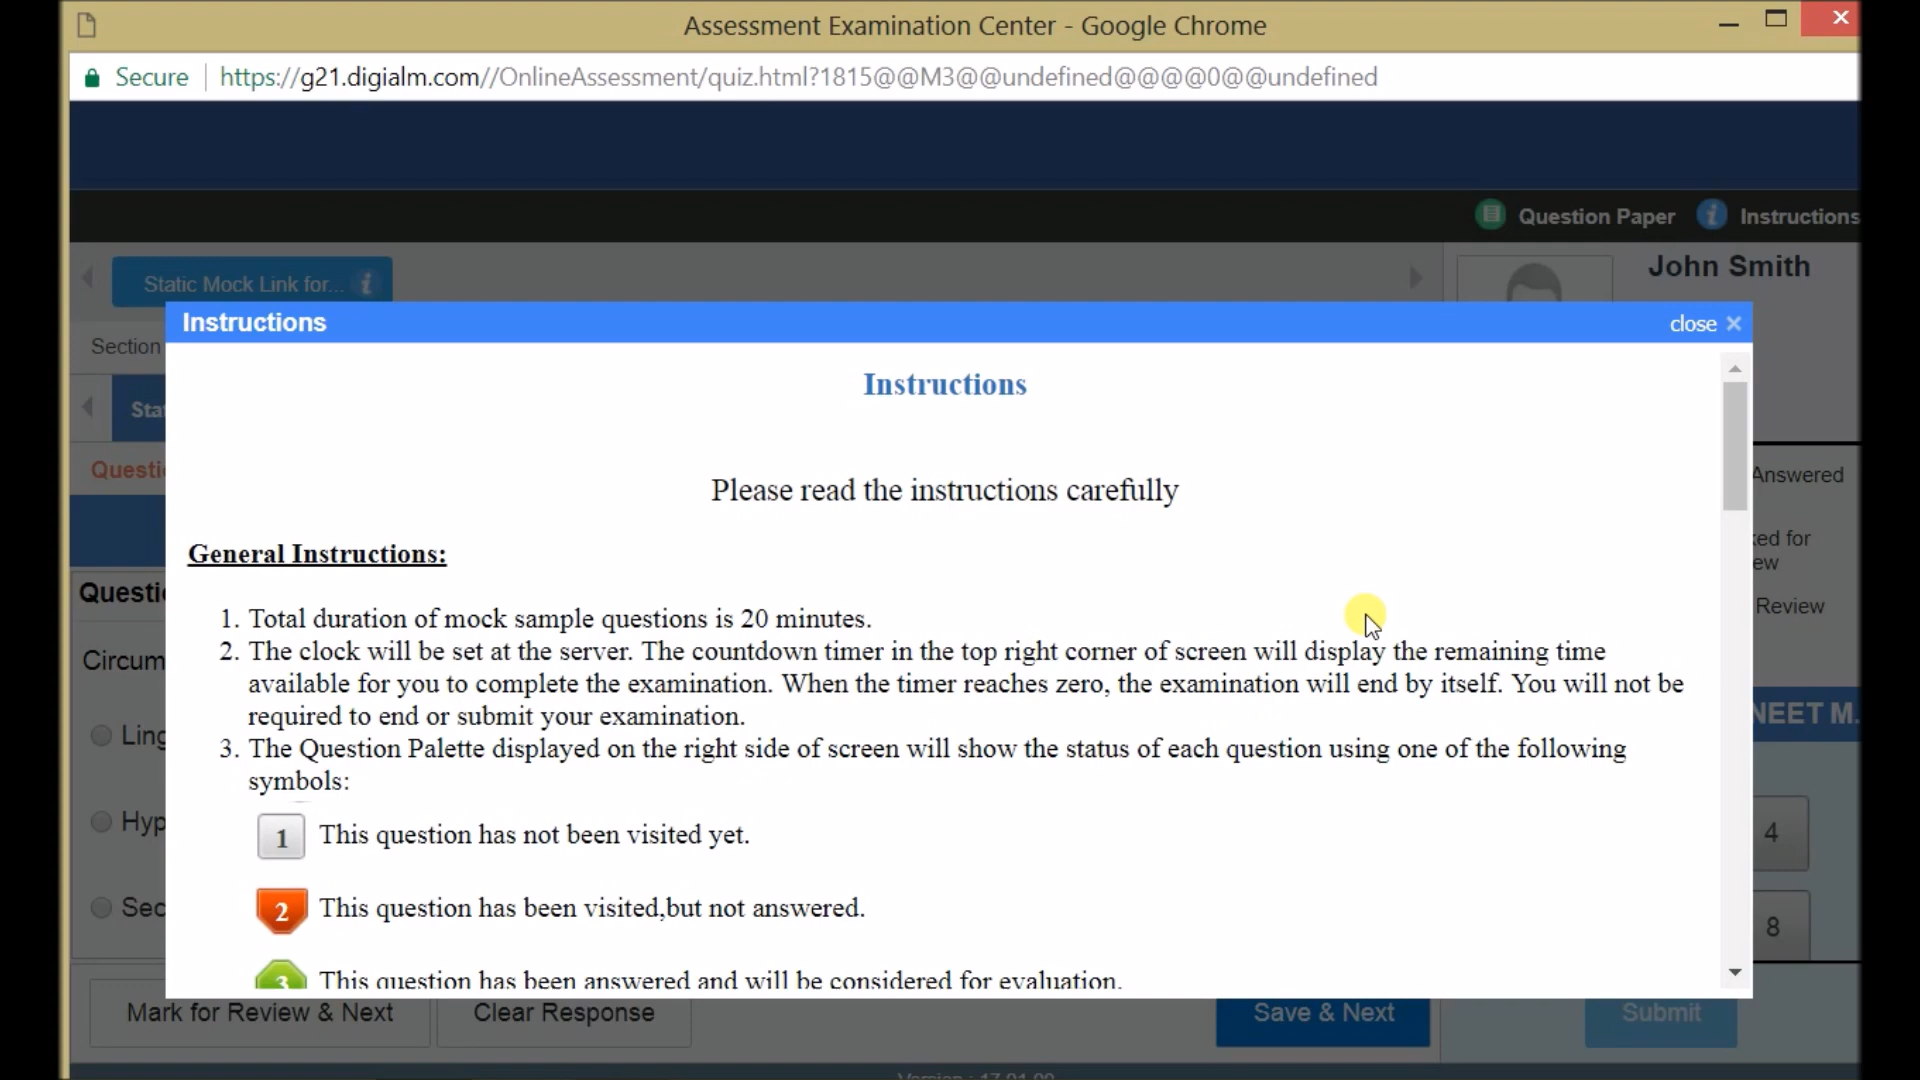 Assessment Examination Center - Google Chrome
Secure https://g21.digialm.com//OnlineAssessment/quiz.html?1815@@M3@@undefined@@@@0@@undefined
Question Paper Instructions
Static Mock Link for...
John Smith
Instructions
close
Section
Instructions
Sta
Questi
Answered
Please read the instructions carefully
General Instructions:
Questi
1. Total duration of mock sample questions is 20 minutes.
Review
2. The clock will be set at the server. The countdown timer in the top right corner of screen will display the remaining time
available for you to complete the examination. When the timer reaches zero, the examination will end by itself. You will not be
required to end or submit your examination.
Circum
NEET M.
3. The Question Palette displayed on the right side of screen will show the status of each question using one of the following
symbols:
Ling
1 This question has not been visited yet.
Hyp
4
2 This question has been visited,but not answered.
Sec
8
3 This question has been answered and will be considered for evaluation.
Mark for Review & Next Clear Response Save & Next Submit